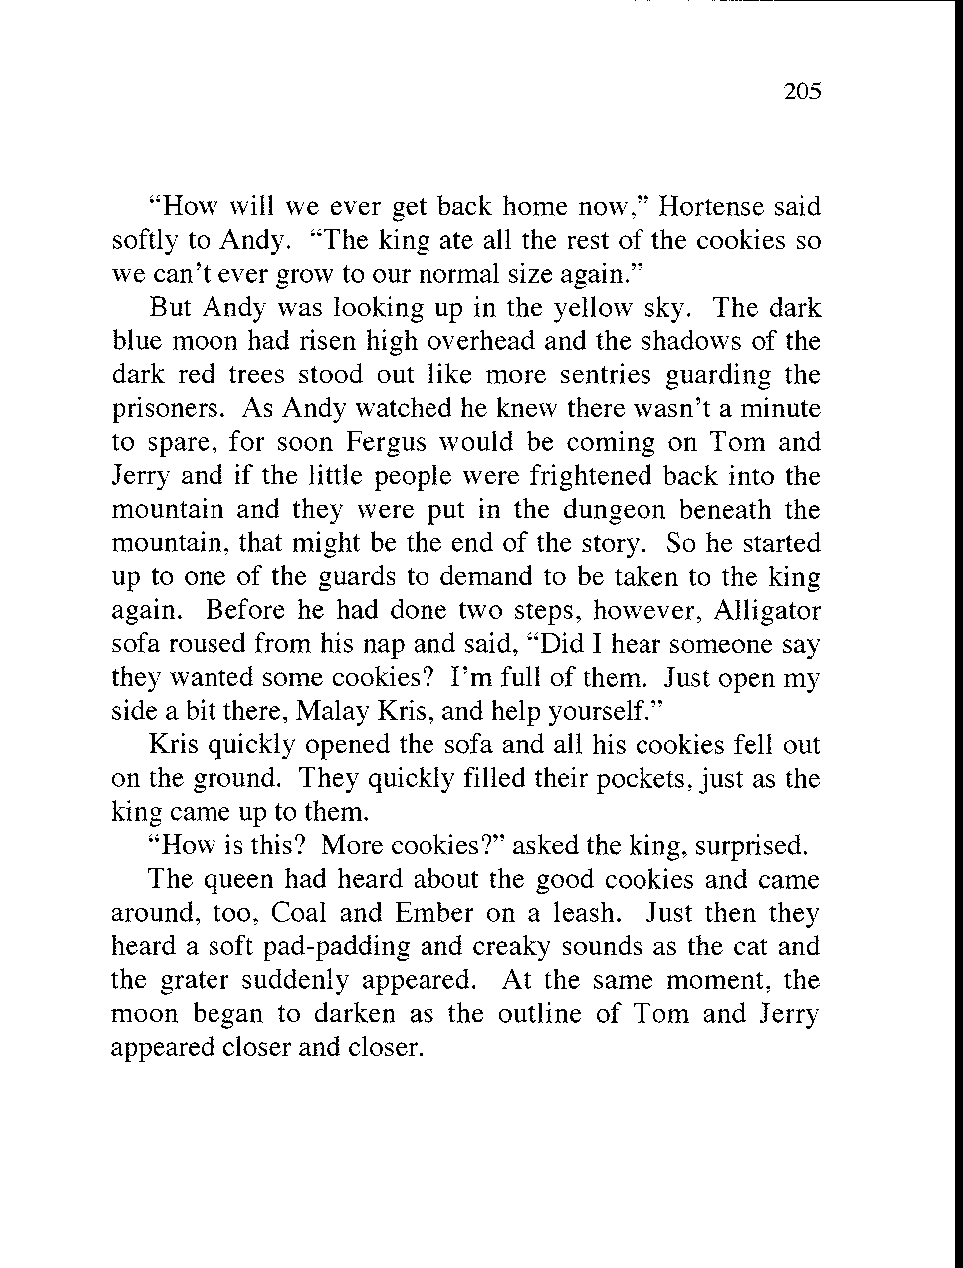 205
“How will we ever get back home now,” Hortense said
softly to Andy. “The king ate all the rest of the cookies so
we can’t ever grow to our normal size again.”
But Andy was looking up in the yellow sky. The dark
blue moon had risen high overhead and the shadows of the
dark red trees stood out like more sentries guarding the
prisoners. As Andy watched he knew there wasn’t a minute
to spare, for soon Fergus would be coming on Tom and
Jerry and if the little people were frightened back into the
mountain and they were put in the dungeon beneath the
mountain, that might be the end of the story. So he started
up to one of the guards to demand to be taken to the king
again. Before he had done two steps, however, Alligator
sofa roused from his nap and said, “Did I hear someone say
they wanted some cookies? I’m full of them. Just open my
side a bit there, Malay Kris, and help yourself.”
Kris quickly opened the sofa and all his cookies fell out
on the ground. They quickly filled their pockets, just as the
king came up to them.
“How is this? More cookies?” asked the king, surprised.
The queen had heard about the good cookies and came
around, too, Coal and Ember on a leash. Just then they
heard a soft pad-padding and creaky sounds as the cat and
the grater suddenly appeared. At the same moment, the
moon began to darken as the outline of Tom and Jerry
appeared closer and closer.